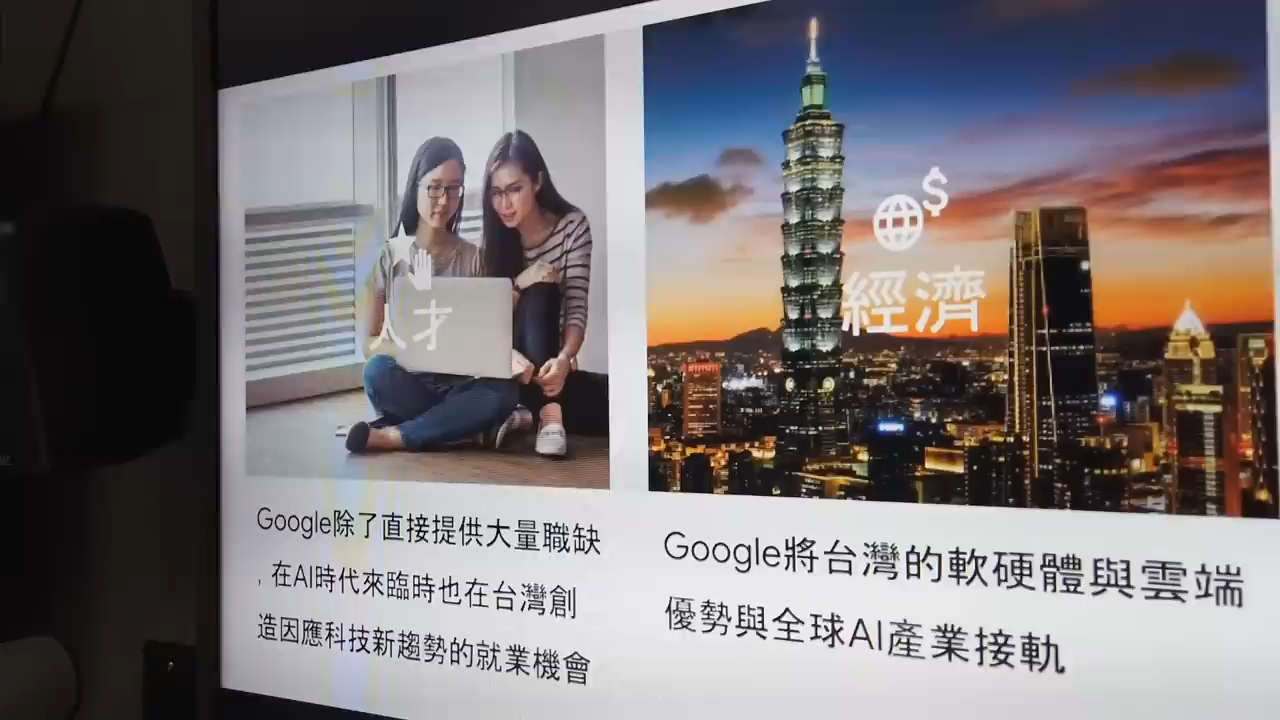 人才
Google除了直接提供大量職缺
，在AI時代來臨時也在台灣創
造因應科技新趨勢的就業機會
$
經濟
Google將台灣的軟硬體與雲端
優勢與全球AI產業接軌